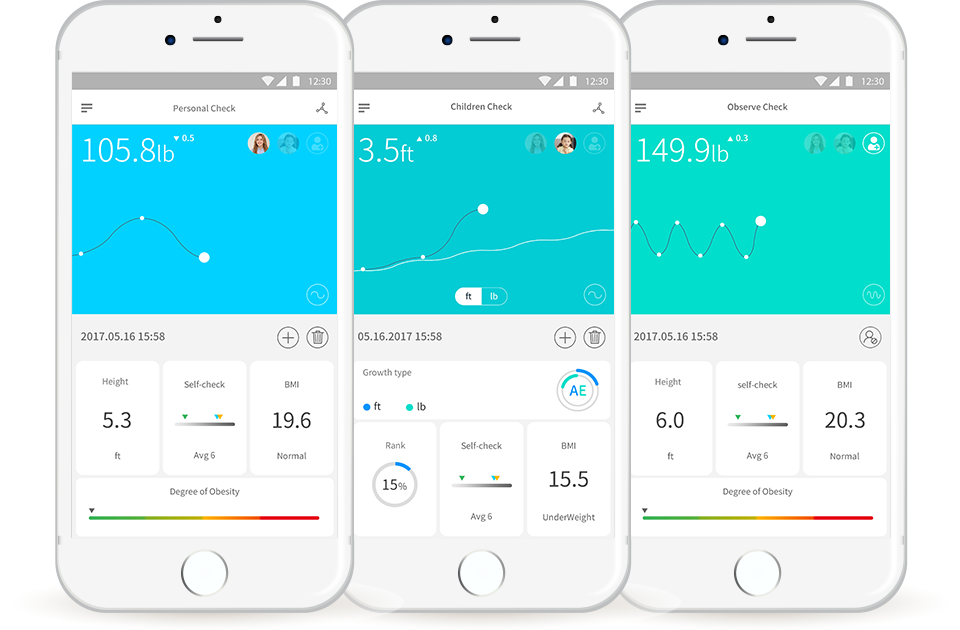 12:30
Personal Check
105.8lb
▼ 0.5
2017.05.16 15:58
Height
5.3
ft
Self-check
Avg 6
BMI
19.6
Normal
Degree of Obesity
12:30
Children Check
3.5ft
▲ 0.8
ft lb
05.16.2017 15:58
Growth type
ft lb
AE
Rank
15%
Self-check
Avg 6
BMI
15.5
UnderWeight
12:30
Observe Check
149.9lb
▲ 0.3
2017.05.16 15:58
Height
6.0
ft
self-check
Avg 6
BMI
20.3
Normal
Degree of Obesity